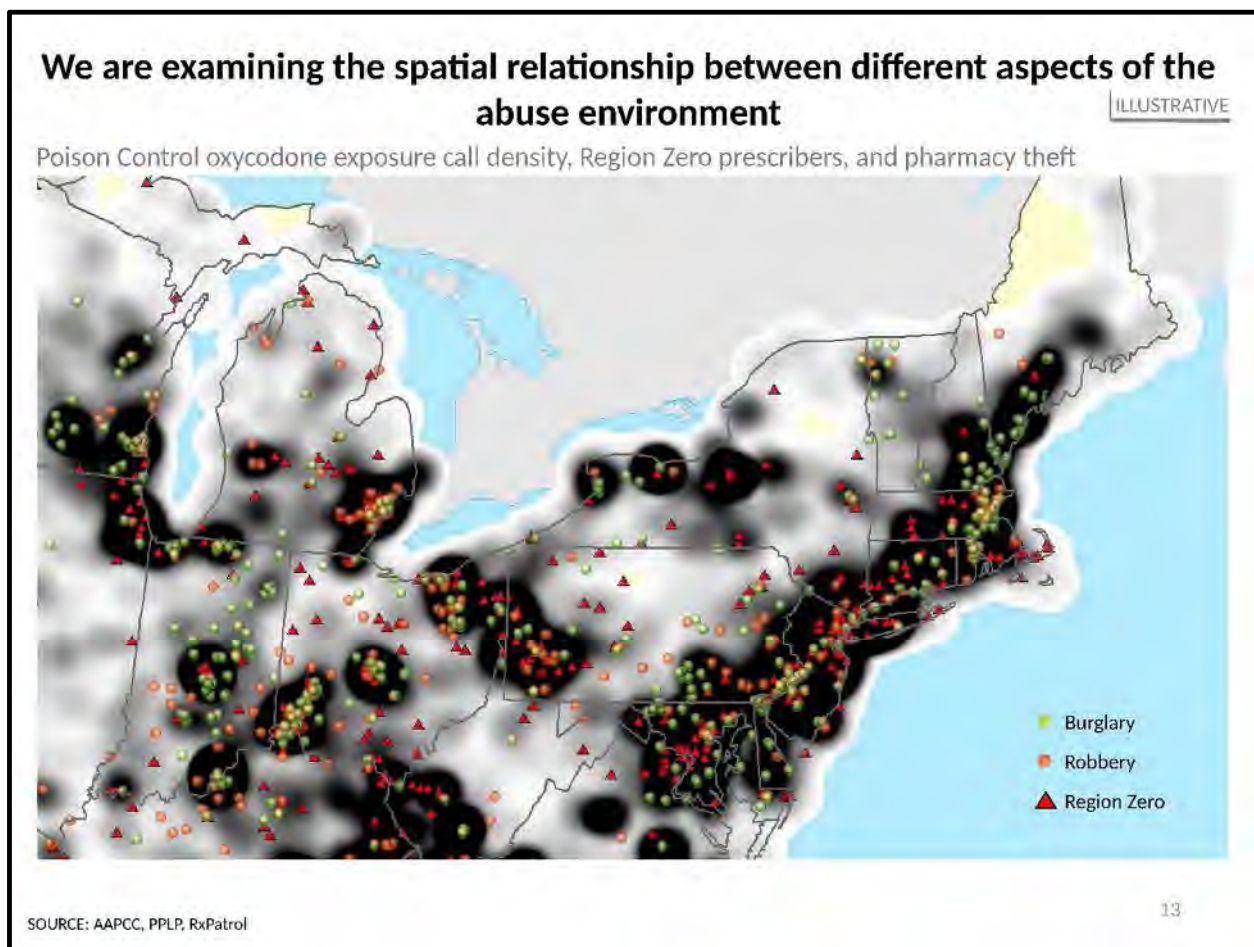 We are examining the spatial relationship between different aspects of the
abuse environment
ILLUSTRATIVE
Poison Control oxycodone exposure call density, Region Zero prescribers, and pharmacy theft
Burglary
Robbery
Region Zero
SOURCE: AAPCC, PPLP, RxPatrol
13